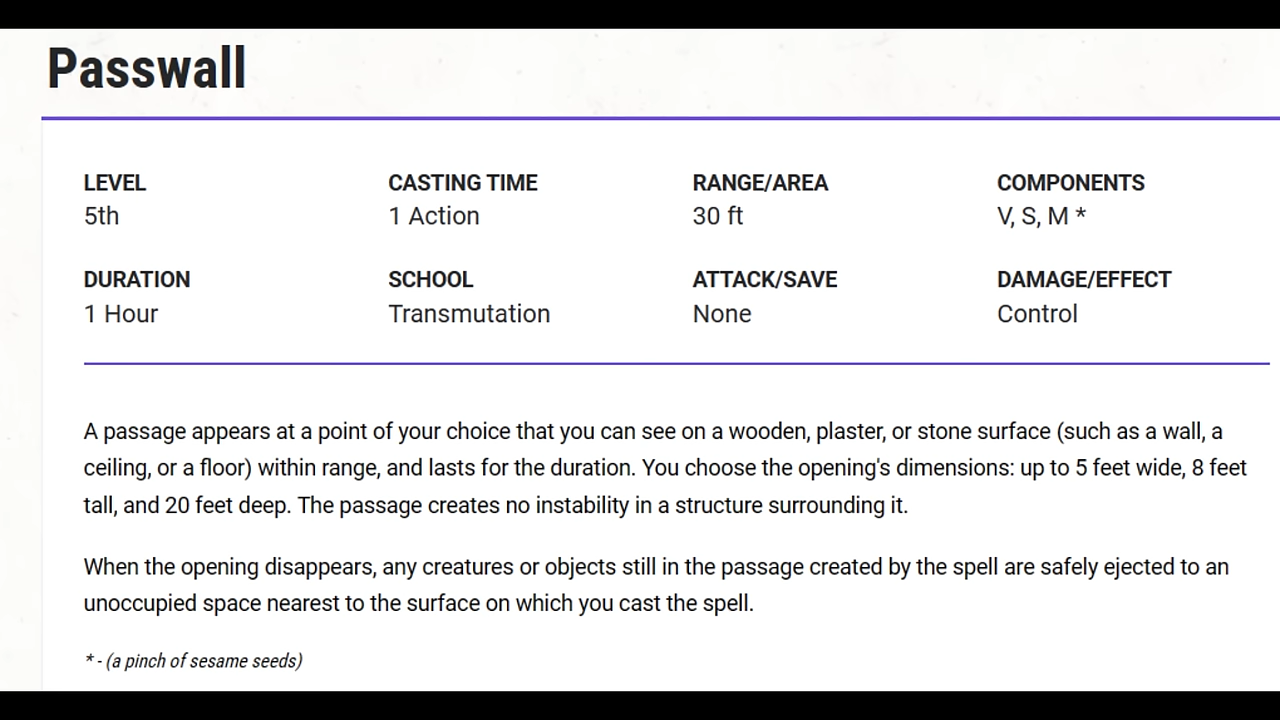 Passwall
LEVEL
CASTING TIME
RANGE/AREA
COMPONENTS
5th
1 Action
30 ft
V, S, M *
DURATION
SCHOOL
ATTACK/SAVE
DAMAGE/EFFECT
1 Hour
Transmutation
None
Control
A passage appears at a point of your choice that you can see on a wooden, plaster, or stone surface (such as a wall, a
ceiling, or a floor) within range, and lasts for the duration. You choose the opening's dimensions: up to 5 feet wide, 8 feet
tall, and 20 feet deep. The passage creates no instability in a structure surrounding it.
When the opening disappears, any creatures or objects still in the passage created by the spell are safely ejected to an
unoccupied space nearest to the surface on which you cast the spell.
* - (a pinch of sesame seeds)